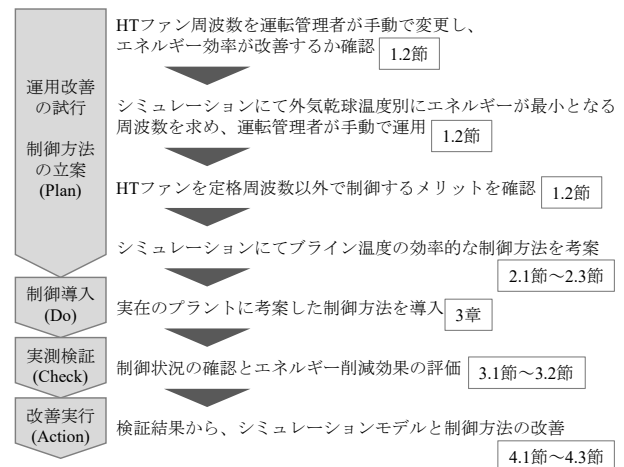 HTファン周波数を運転管理者が手動で変更し、
エネルギー効率が改善するか確認 1.2節
運用改善
の試行
制御方法
の立案
(Plan)
シミュレーションにて外気乾球温度別にエネルギーが最小となる
周波数を求め、運転管理者が手動で運用 1.2節
HTファンを定格周波数以外で制御するメリットを確認 1.2節
シミュレーションにてブライン温度の効率的な制御方法を考案
2.1節～2.3節
制御導入
(Do)
実在のプラントに考案した制御方法を導入 3章
実測検証
(Check)
制御状況の確認とエネルギー削減効果の評価 3.1節～3.2節
改善実行
(Action)
検証結果から、シミュレーションモデルと制御方法の改善
4.1節～4.3節